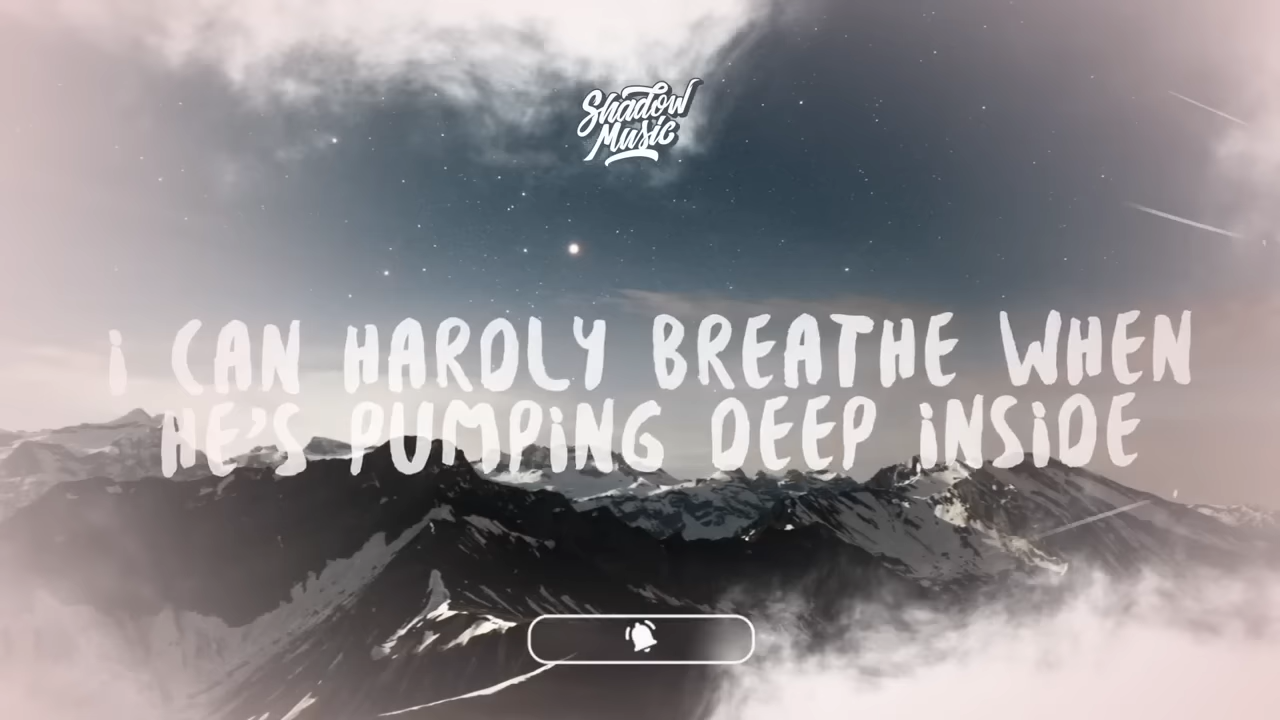 Shadow
Music
i CAN HARDLY BREATHE WHEN
HE'S PUMPiNG DEEP iNSiDE